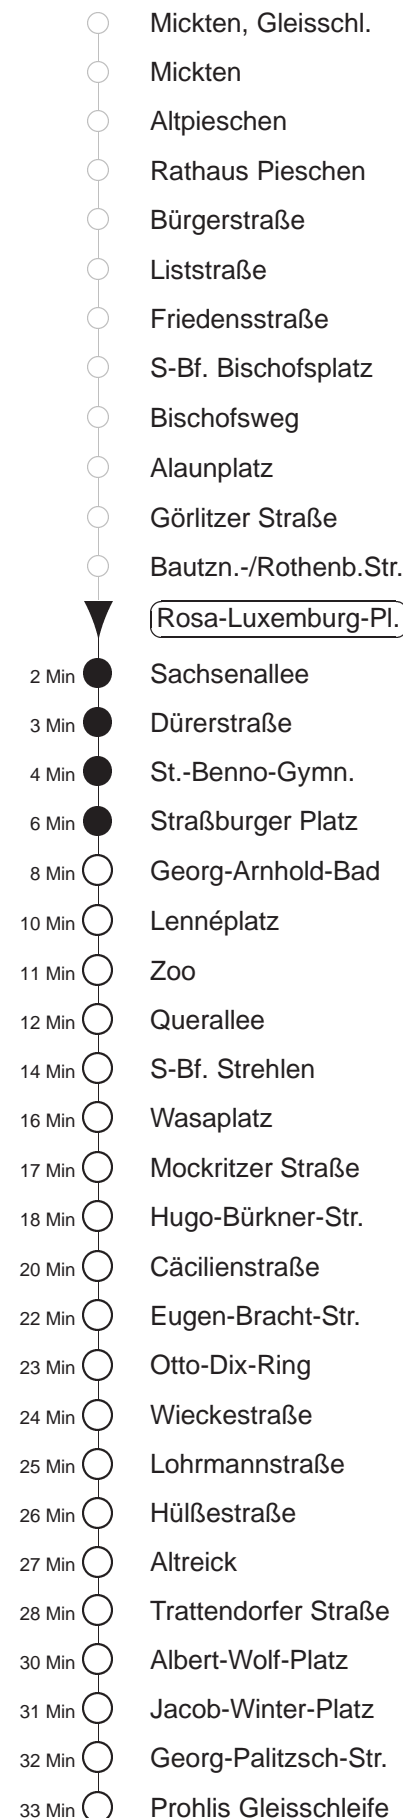 Mickten, Gleisschl.
Mickten
Altpieschen
Rathaus Pieschen
Bürgerstraße
Liststraße
Friedensstraße
S-Bf. Bischofsplatz
Bischofsweg
Alaunplatz
Görlitzer Straße
Bautzn.-/Rothenb.Str.
Rosa-Luxemburg-Pl.
2 Min Sachsenallee
3 Min Dürerstraße
4 Min St.-Benno-Gymn.
6 Min Straßburger Platz
8 Min Georg-Arnhold-Bad
10 Min Lennéplatz
11 Min Zoo
12 Min Querallee
14 Min S-Bf. Strehlen
16 Min Wasaplatz
17 Min Mockritzer Straße
18 Min Hugo-Bürkner-Str.
20 Min Cäcilienstraße
22 Min Eugen-Bracht-Str.
23 Min Otto-Dix-Ring
24 Min Wieckestraße
25 Min Lohrmannstraße
26 Min Hülßestraße
27 Min Altreick
28 Min Trattendorfer Straße
30 Min Albert-Wolf-Platz
31 Min Jacob-Winter-Platz
32 Min Georg-Palitzsch-Str.
33 Min Prohlis Gleisschleife